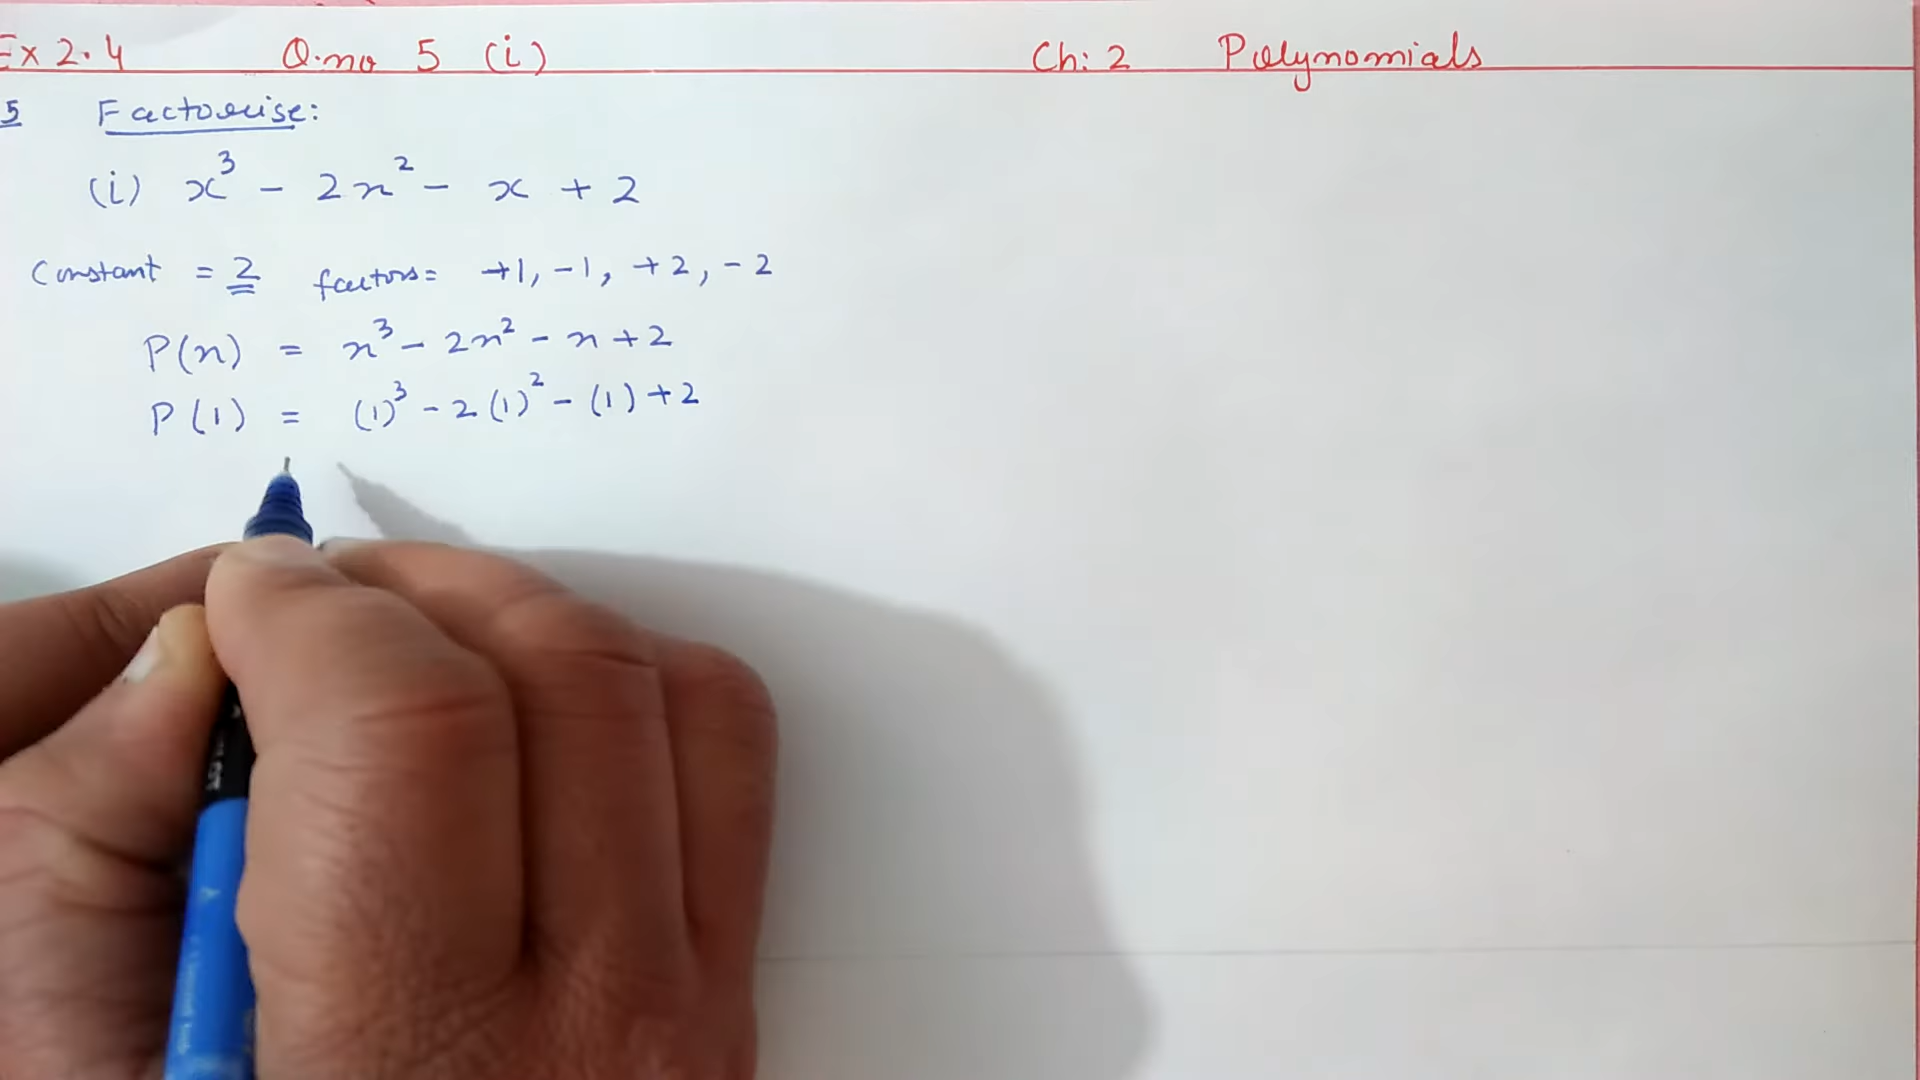 Ex 2.4 Q.no 5 (i) Ch: 2 Polynomials
5 Factorise:
(i) x³ - 2x² - x + 2
Constant = 2 factors= +1, -1, +2, -2
P(x) = x³ - 2x² - x + 2
P(1) = (1)³ - 2(1)² - (1) + 2